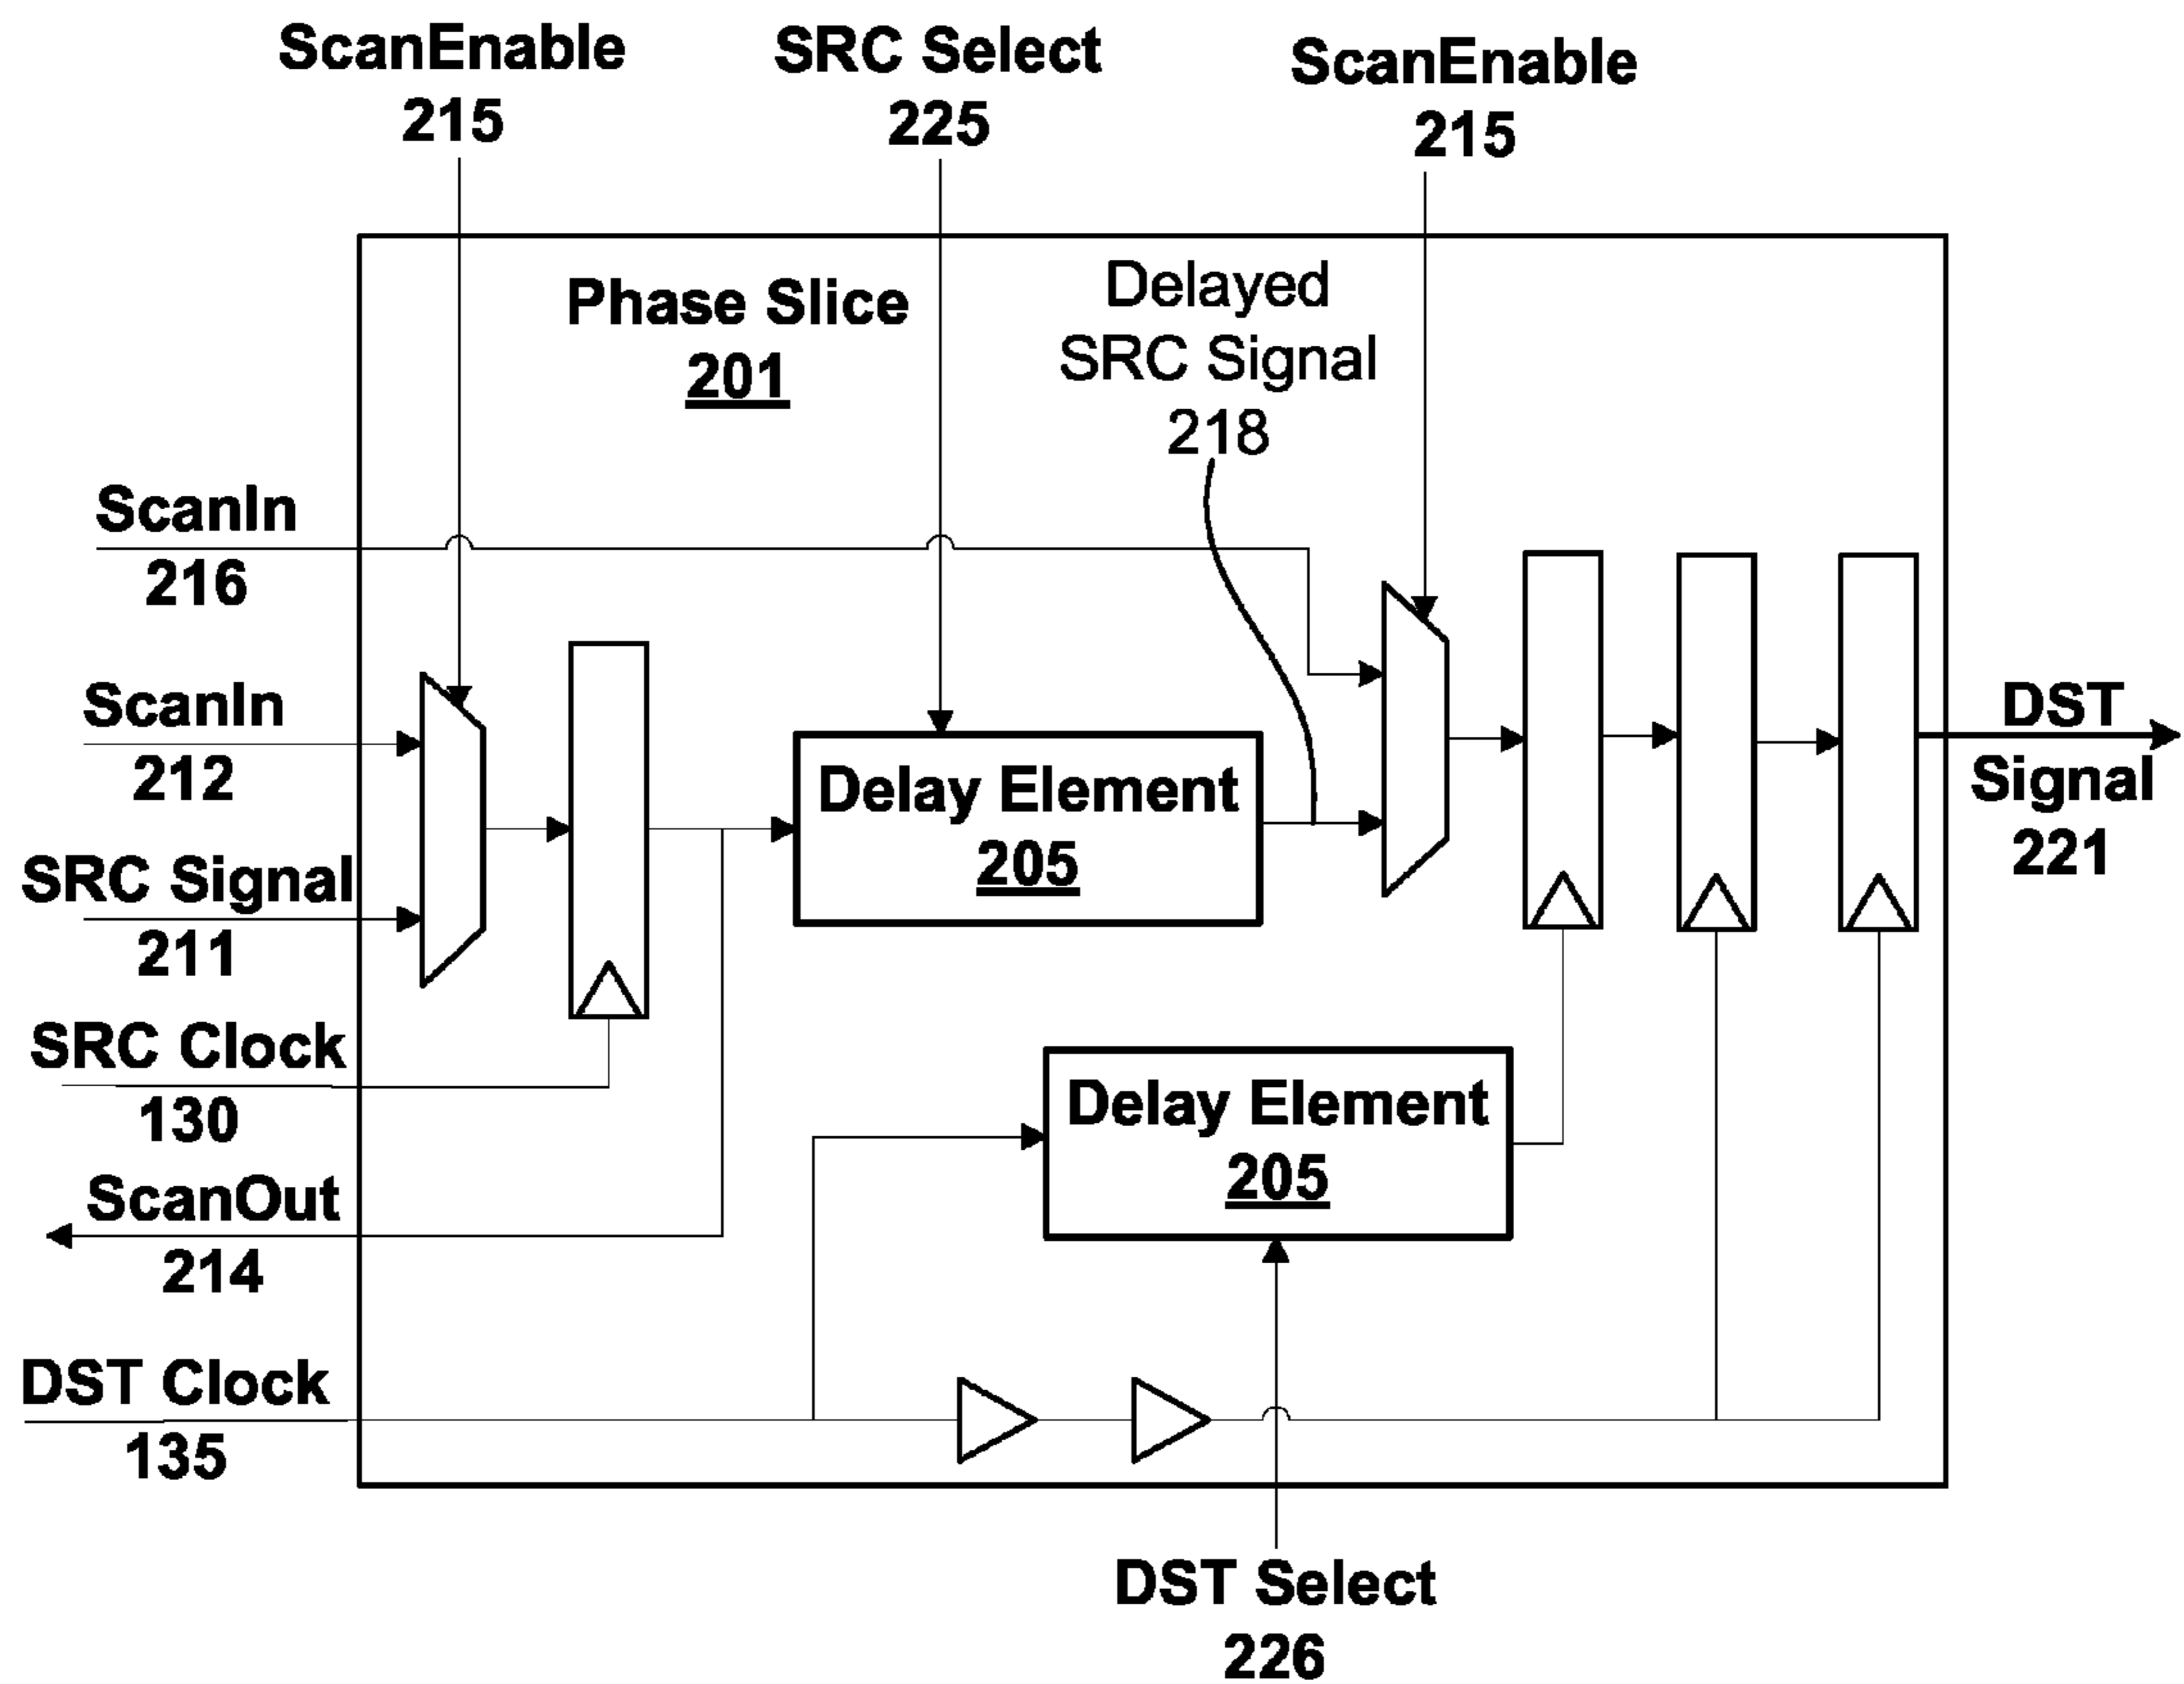 ScanEnable
215
SRC Select
225
ScanEnable
215
Phase Slice
201
Delayed
SRC Signal
218
ScanIn
216
ScanIn
212
SRC Signal
211
SRC Clock
130
ScanOut
214
DST Clock
135
Delay Element
205
Delay Element
205
DST
Signal
221
DST Select
226